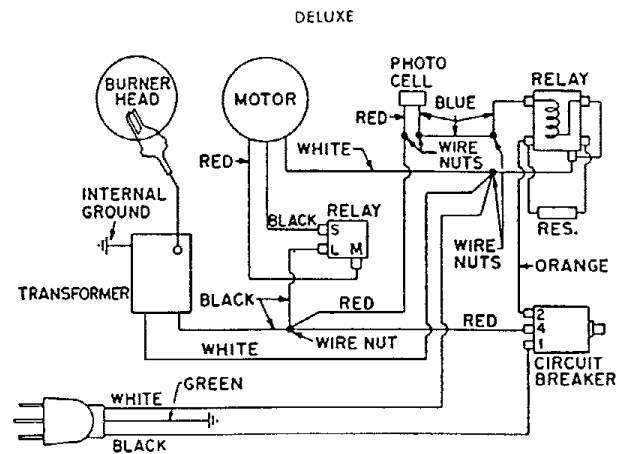 DELUXE
PHOTO
CELL
RELAY
BURNER
HEAD
MOTOR
BLUE
RED
WIRE
NUTS
WHITE
RED
INTERNAL
GROUND
BLACK
RELAY
S
L M
RES.
WIRE
NUTS
ORANGE
TRANSFORMER
BLACK
RED
RED
2
4
1
WHITE
WIRE NUT
CIRCUIT
BREAKER
GREEN
WHITE
BLACK